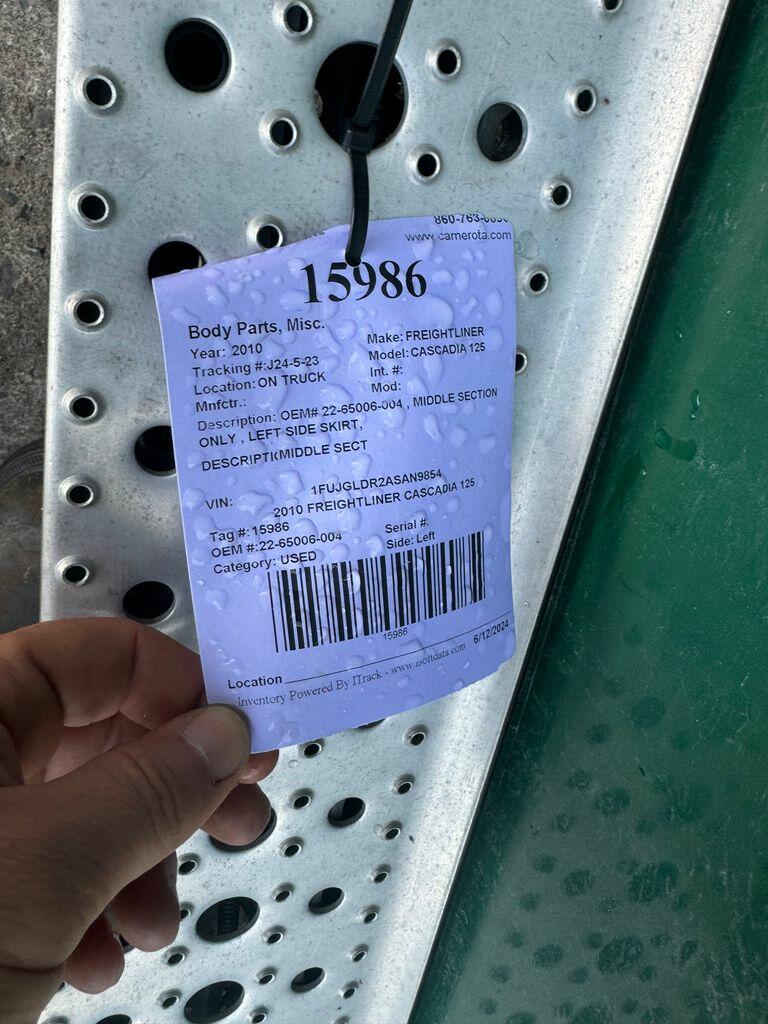 www.camerota.com
15986
Body Parts, Misc.
Year: 2010
Make: FREIGHTLINER
Tracking #:J24-5-23
Model: CASCADIA 125
Location: ON TRUCK
Int. #:
Mnfctr.:
Mod:
Description: OEM# 22-65006-004 , MIDDLE SECTION
ONLY , LEFT SIDE SKIRT,
DESCRIPTI(MIDDLE SECT
VIN:
1FUJGLDR2ASAN9854
2010 FREIGHTLINER CASCADIA 125
Tag #:15986
Serial #:
OEM #:22-65006-004
Side: Left
Category: USED
15986
6/12/2024
Location
Inventory Powered By ITrack - www.isoftdata.com